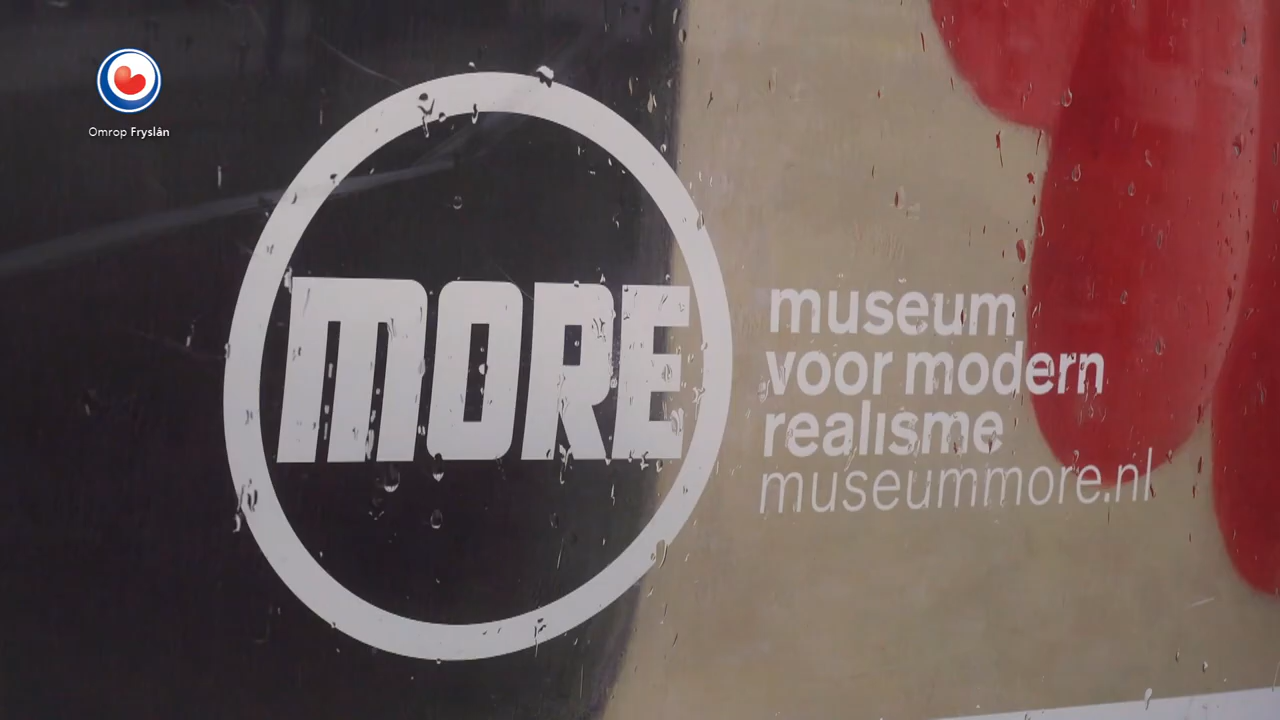 Omrop Fryslân
MORE
museum
voor modern
realisme
museummore.nl